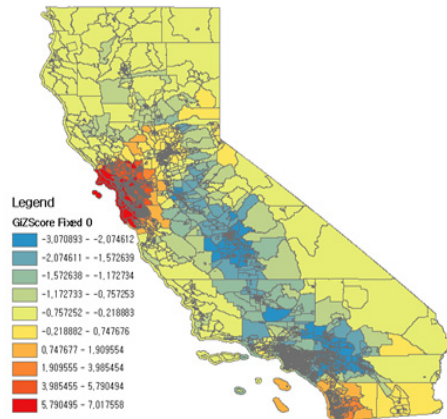 Legend
GiZScore Fixed 0
-3,070893 - -2,074612
-2,074611 - -1,572639
-1,572638 - -1,172734
-1,172733 - -0,757253
-0,757252 - -0,218883
-0,218882 - 0,747676
0,747677 - 1,909554
1,909555 - 3,985454
3,985455 - 5,790494
5,790495 - 7,017558